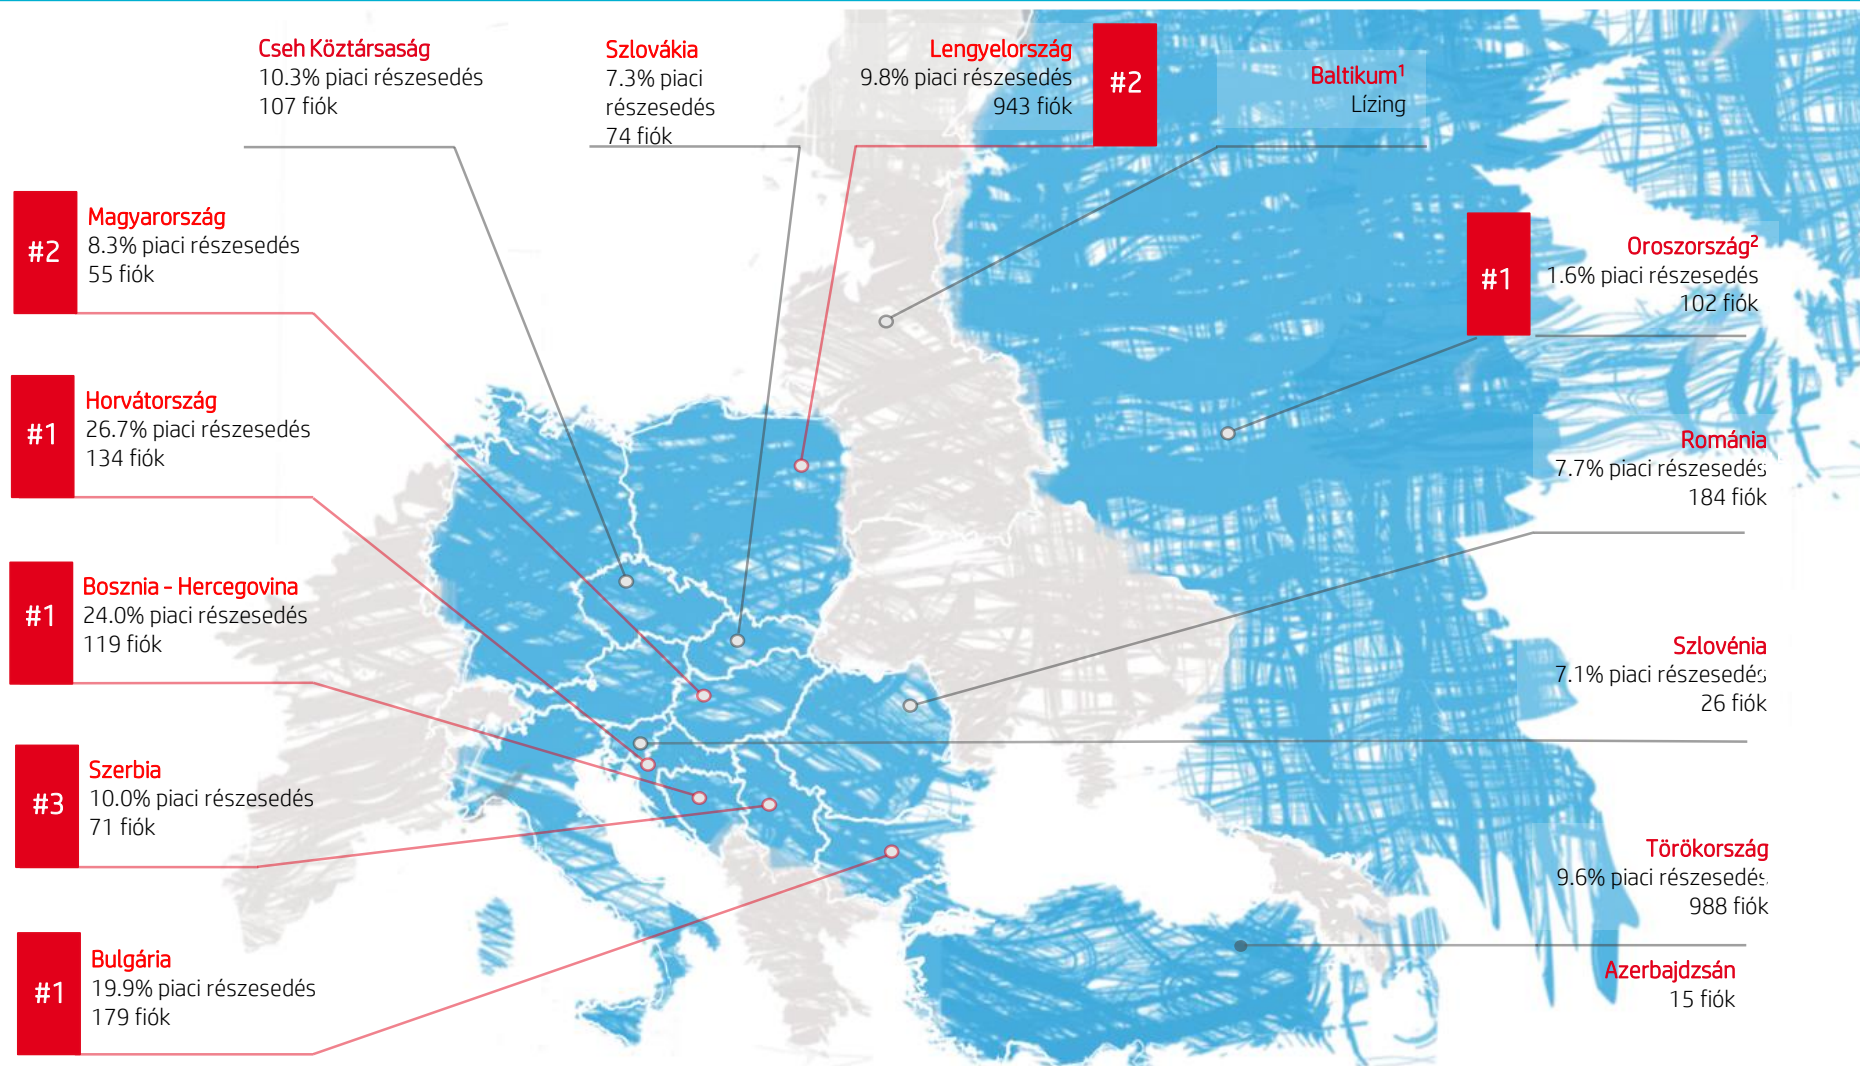 Cseh Köztársaság
10.3% piaci részesedés
107 fiók
Szlovákia
7.3% piaci
részesedés
74 fiók
Lengyelország
9.8% piaci részesedés
943 fiók
#2
Baltikum¹
Lízing
#2
Magyarország
8.3% piaci részesedés
55 fiók
#1
Oroszország²
1.6% piaci részesedés
102 fiók
#1
Horvátország
26.7% piaci részesedés
134 fiók
Románia
7.7% piaci részesedés
184 fiók
#1
Bosznia - Hercegovina
24.0% piaci részesedés
119 fiók
Szlovénia
7.1% piaci részesedés
26 fiók
#3
Szerbia
10.0% piaci részesedés
71 fiók
Törökország
9.6% piaci részesedés
988 fiók
#1
Bulgária
19.9% piaci részesedés
179 fiók
Azerbajdzsán
15 fiók